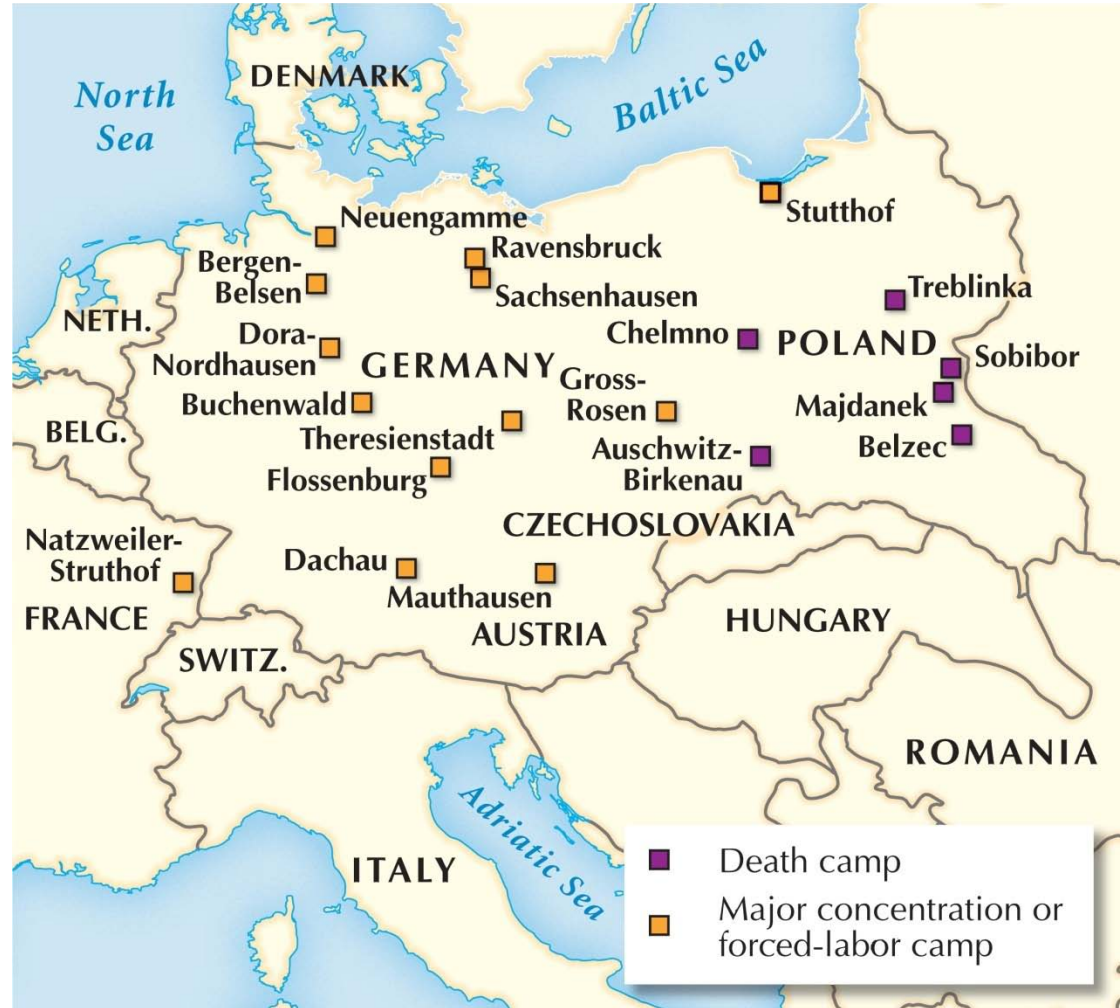 DENMARK
North
Sea
Baltic Sea
Neuengamme
Stutthof
Ravensbruck
Bergen-
Belsen
Sachsenhausen
Treblinka
NETH.
Chelmno
POLAND
Dora-
Nordhausen
GERMANY
Sobibor
Gross-
Rosen
Buchenwald
Majdanek
BELG.
Theresienstadt
Belzec
Auschwitz-
Birkenau
Flossenburg
CZECHOSLOVAKIA
Natzweiler-
Struthof
Dachau
Mauthausen
FRANCE
AUSTRIA
HUNGARY
SWITZ.
ROMANIA
Adriatic Sea
ITALY
Death camp
Major concentration or
forced-labor camp